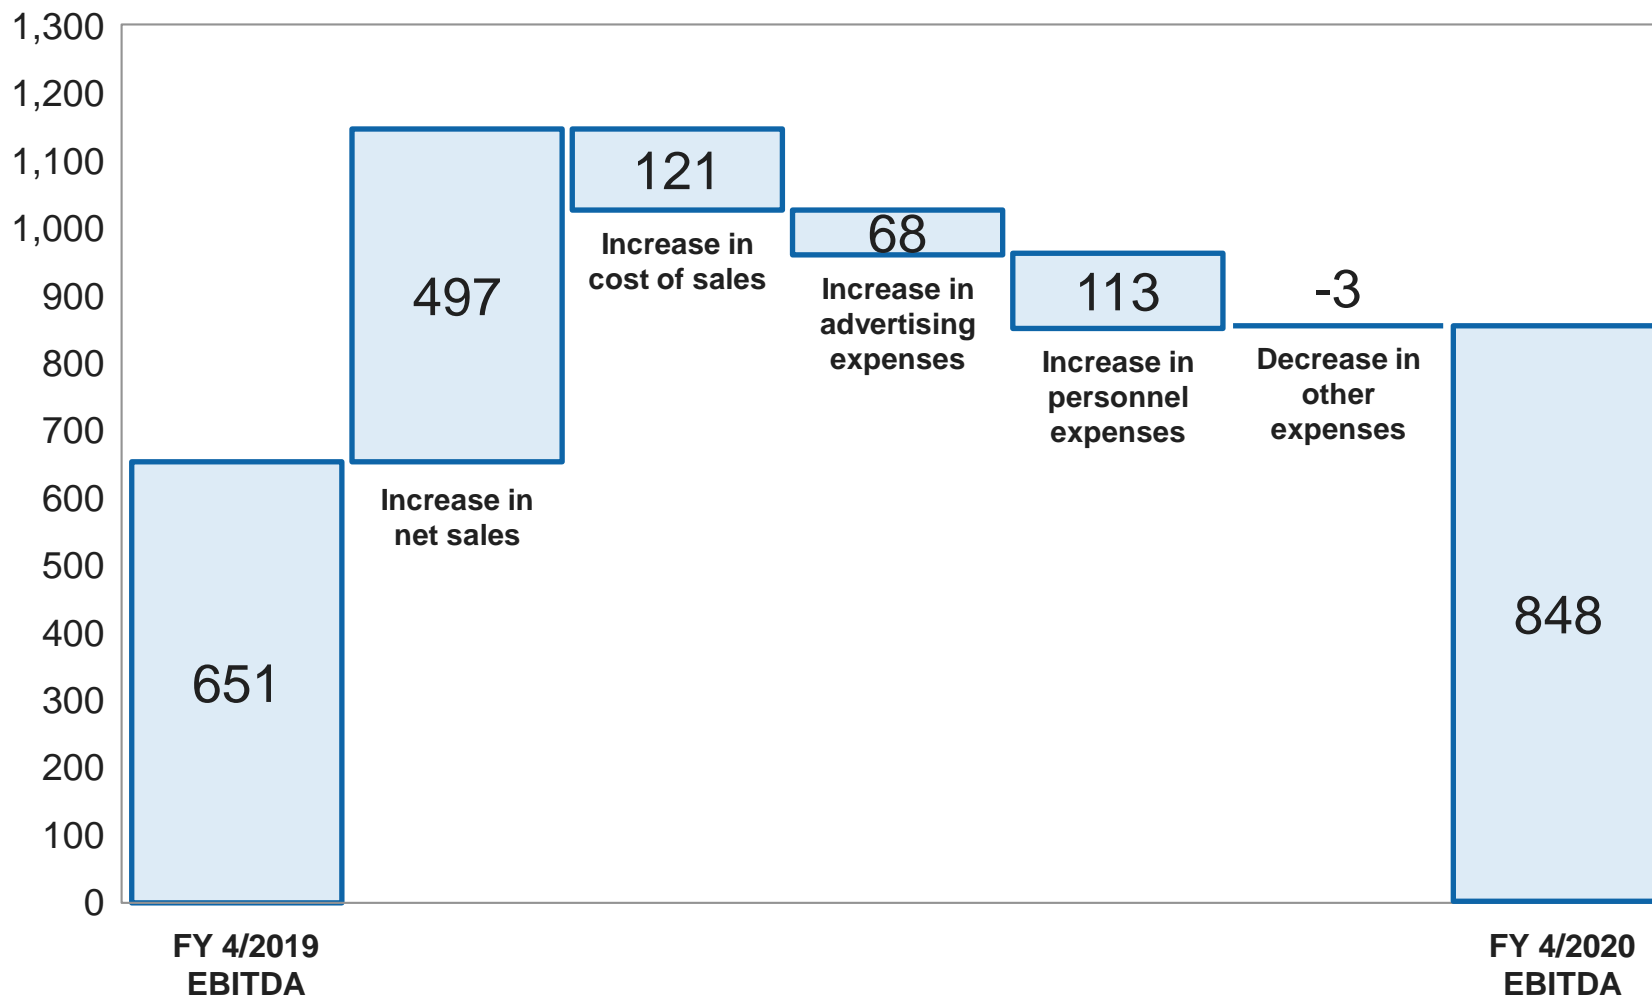 1,300
1,200
1,100
1,000
900
800
700
600
500
400
300
200
100
0
651
FY 4/2019
EBITDA
497
Increase in
net sales
121
Increase in
cost of sales
68
Increase in
advertising
expenses
113
Increase in
personnel
expenses
-3
Decrease in
other
expenses
848
FY 4/2020
EBITDA